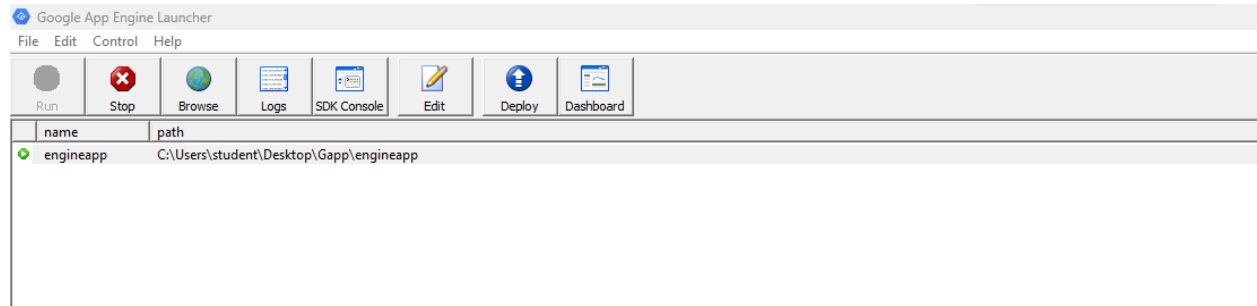 Google App Engine Launcher
File Edit Control Help
Run Stop Browse Logs SDK Console Edit Deploy Dashboard
name path
engineapp C:\Users\student\Desktop\Gapp\engineapp